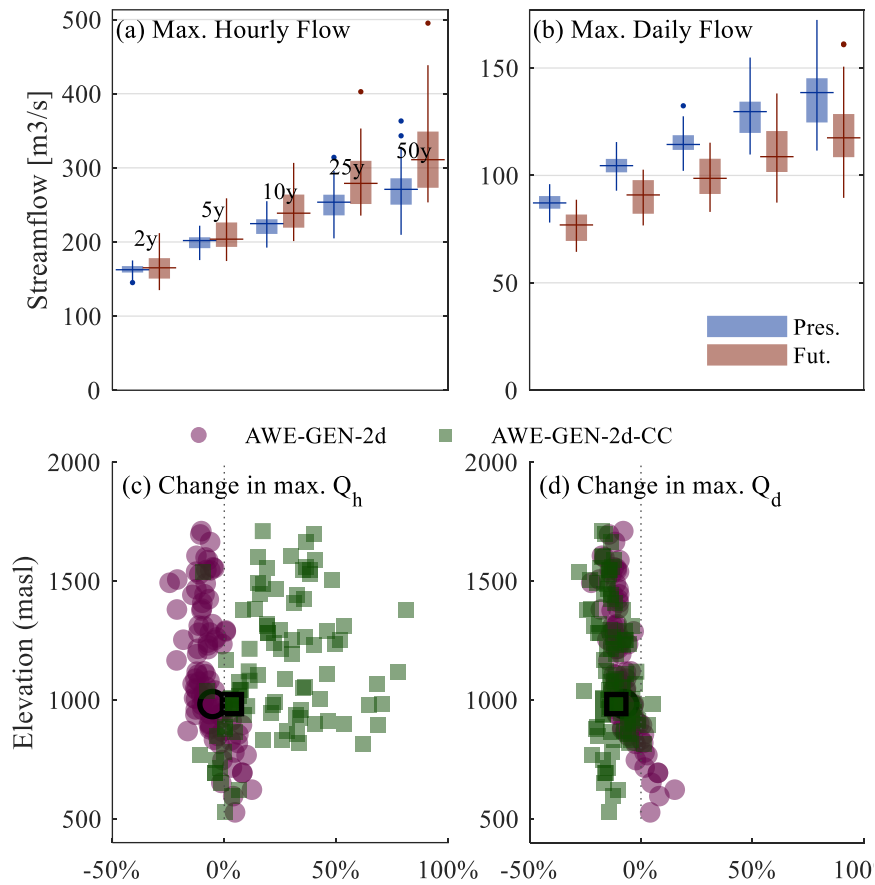 (a) Max. Hourly Flow
(b) Max. Daily Flow
Streamflow [m3/s]
500
400
300
200
100
0
2y
5y
10y
25y
50y
150
100
50
0
Pres.
Fut.
AWE-GEN-2d
AWE-GEN-2d-CC
(c) Change in max. Qh
(d) Change in max. Qd
Elevation (masl)
2000
1500
1000
500
2000
1500
1000
500
-50%
0%
50%
100%
-50%
0%
50%
100%